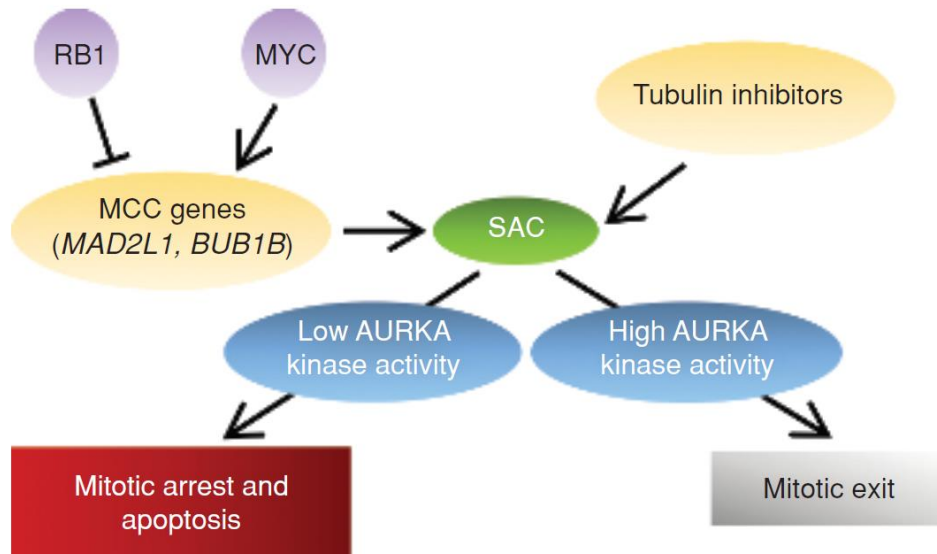 RB1
MYC
Tubulin inhibitors
MCC genes
(MAD2L1, BUB1B)
SAC
Low AURKA
kinase activity
High AURKA
kinase activity
Mitotic arrest and
apoptosis
Mitotic exit